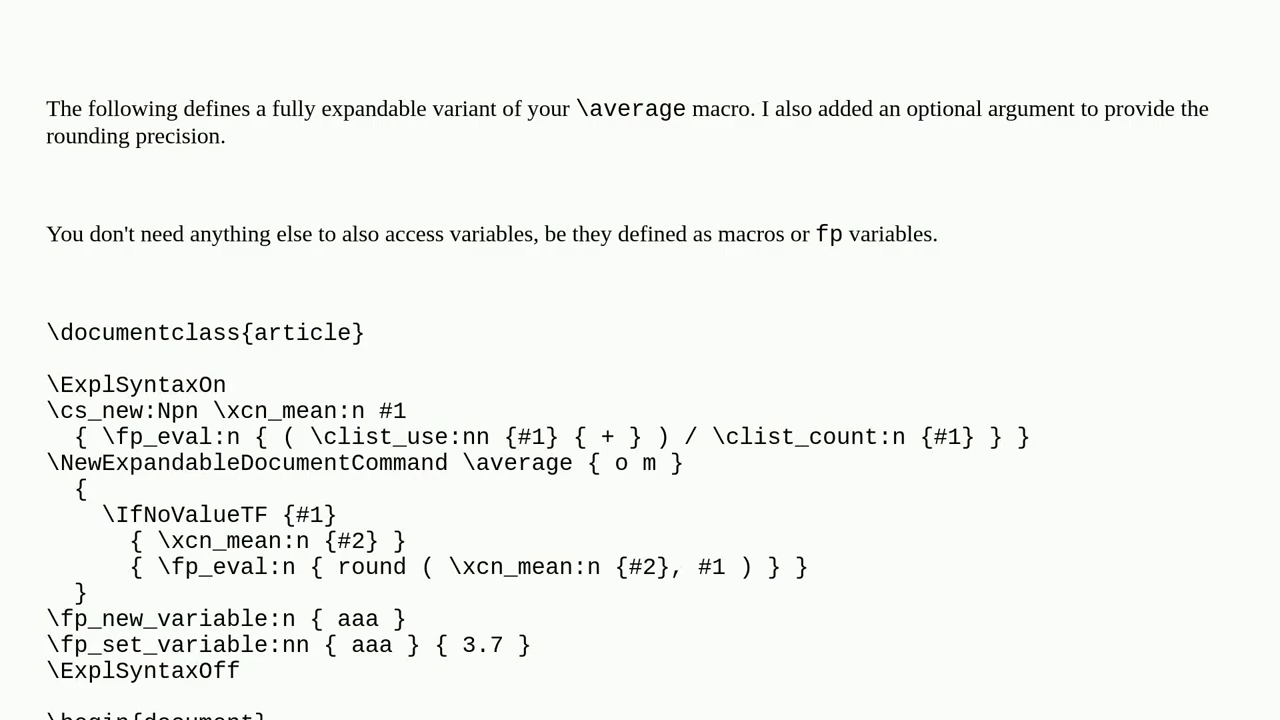 The following defines a fully expandable variant of your \average macro. I also added an optional argument to provide the
rounding precision.
You don't need anything else to also access variables, be they defined as macros or fp variables.
\documentclass{article}
\ExplSyntaxOn
\cs_new:Npn \xcn_mean:n #1
  { \fp_eval:n { ( \clist_use:nn {#1} { + } ) / \clist_count:n {#1} } }
\NewExpandableDocumentCommand \average { o m }
  {
    \IfNoValueTF {#1}
      { \xcn_mean:n {#2} }
      { \fp_eval:n { round ( \xcn_mean:n {#2}, #1 ) } }
  }
\fp_new_variable:n { aaa }
\fp_set_variable:nn { aaa } { 3.7 }
\ExplSyntaxOff
\begin{document}